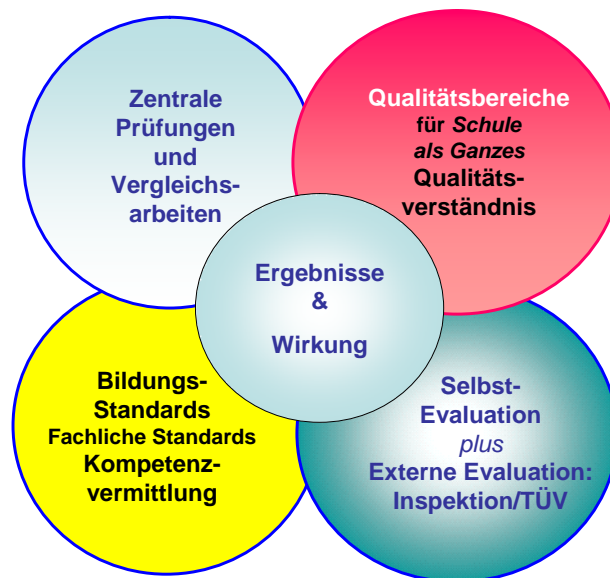 Zentrale
Prüfungen
und
Vergleichs-
arbeiten
Qualitätsbereiche
für Schule
als Ganzes
Qualitäts-
verständnis
Ergebnisse
&
Wirkung
Bildungs-
Standards
Fachliche Standards
Kompetenz-
vermittlung
Selbst-
Evaluation
plus
Externe Evaluation:
Inspektion/TÜV